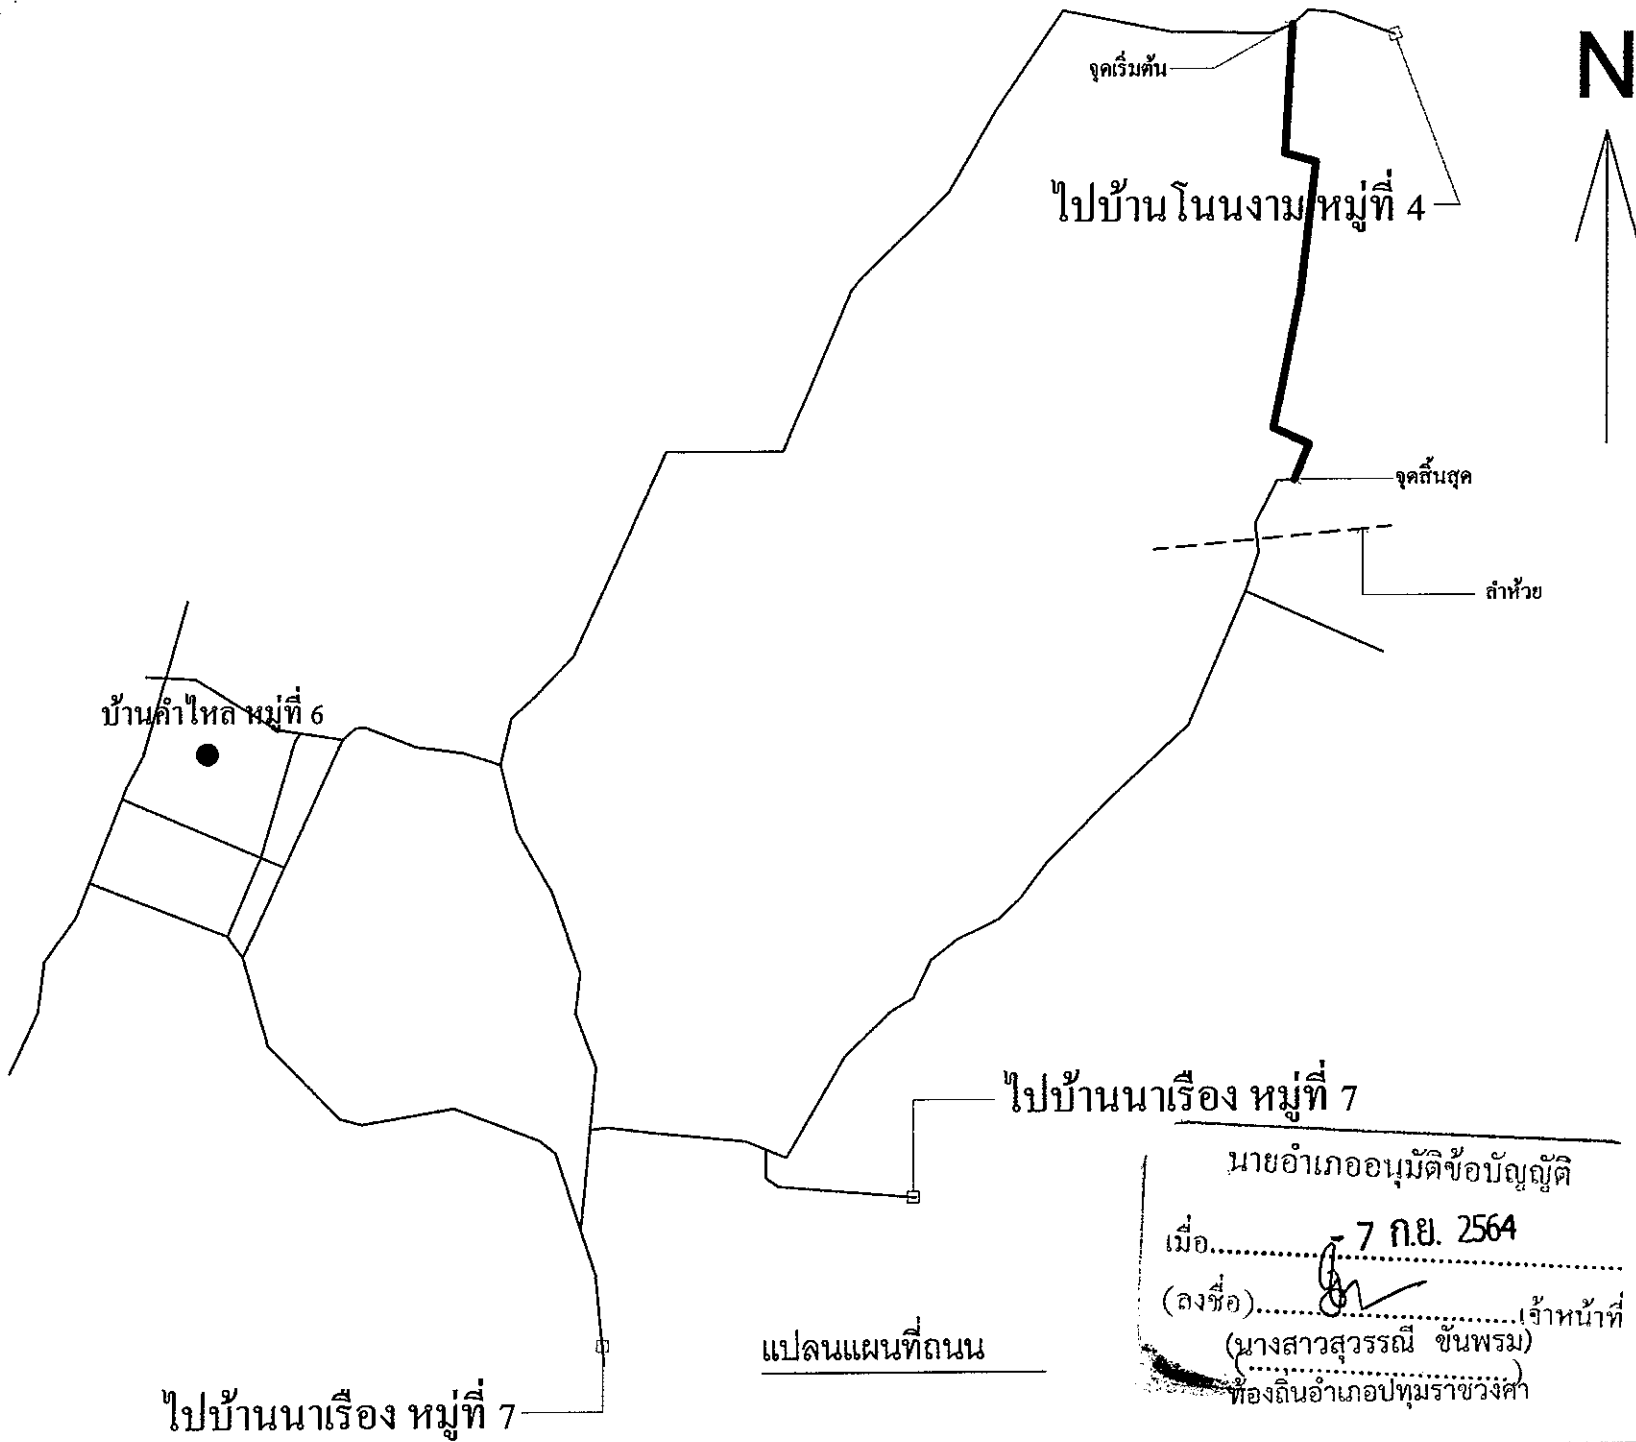 N
จุดเริ่มต้น
ไปบ้านโนนงาม หมู่ที่ 4
จุดสิ้นสุด
ลำห้วย
บ้านคำไหล หมู่ที่ 6
ไปบ้านนาเรือง หมู่ที่ 7
นายอำเภออนุมัติข้อบัญญัติ
เมื่อ - 7 ก.ย. 2564
(ลงชื่อ) เจ้าหน้าที่
(นางสาวสุวรรณี ขันพรม)
ท้องถิ่นอำเภอปทุมราชวงศา
แปลนแผนที่ถนน
ไปบ้านนาเรือง หมู่ที่ 7